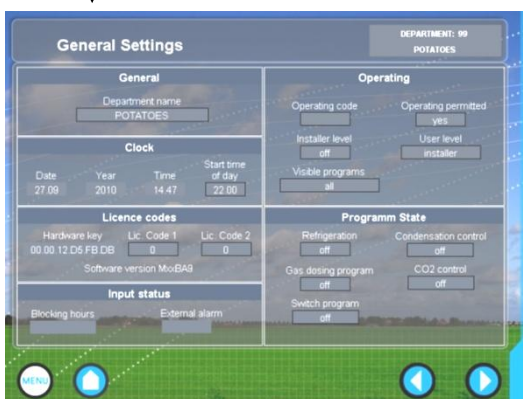 General Settings
DEPARTMENT: 99
POTATOES
General
Department name
POTATOES
Clock
Date Year Time Start time of day
27.09 2010 14.47 22.00
Licence codes
Hardware key Lic. Code 1 Lic. Code 2
00.00.12.D5.FB.DB 0 0
Software version MxxBA9
Input status
Blocking hours External alarm
Operating
Operating code Operating permitted
yes
Installer level User level
off installer
Visible programs
all
Programm State
Refrigeration Condensation control
off off
Gas dosing program CO2 control
off off
Switch program
off
MENU